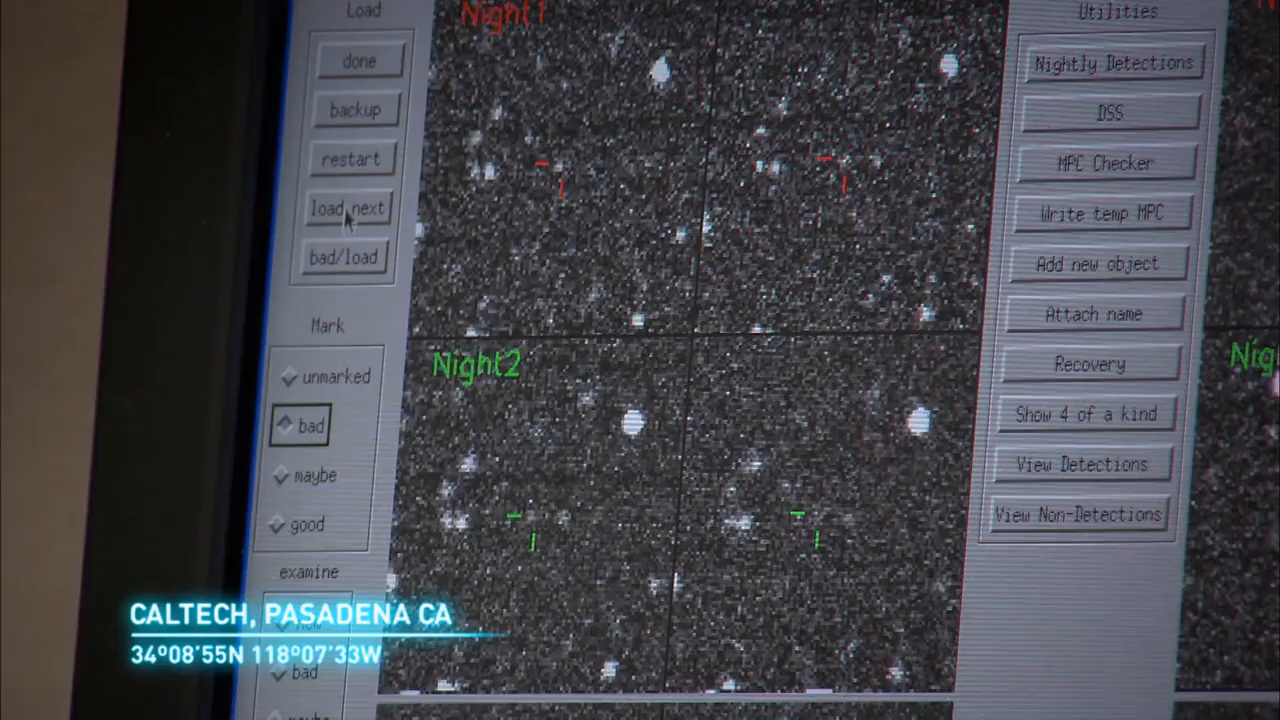 Load
done
backup
restart
load next
bad/load
Mark
unmarked
bad
maybe
good
examine
bad
maybe
Night1
Night2
Utilities
Nightly Detections
DSS
MPC Checker
Write temp MPC
Add new object
Attach name
Recovery
Show 4 of a kind
View Detections
View Non-Detections
Nig
CALTECH, PASADENA CA
34°08'55N 118°07'33W